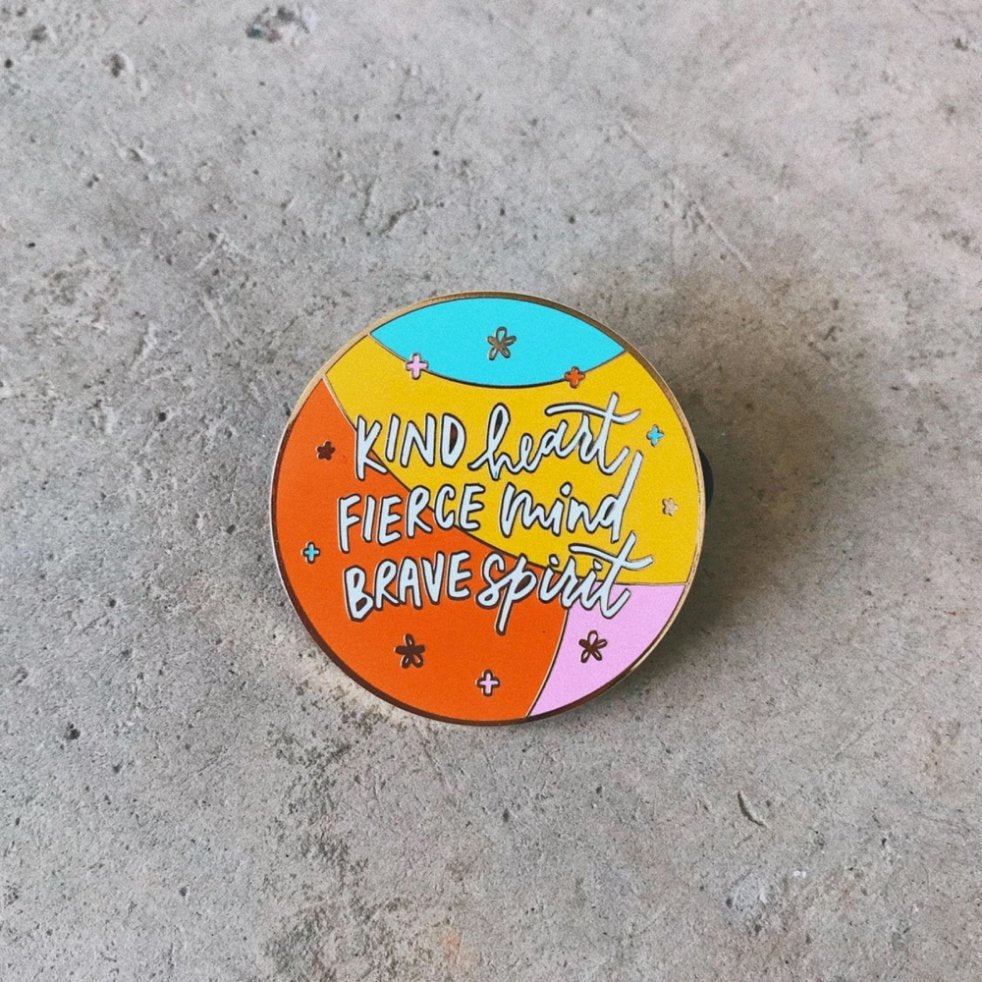 KIND heart,
FIERCE mind,
BRAVE spirit